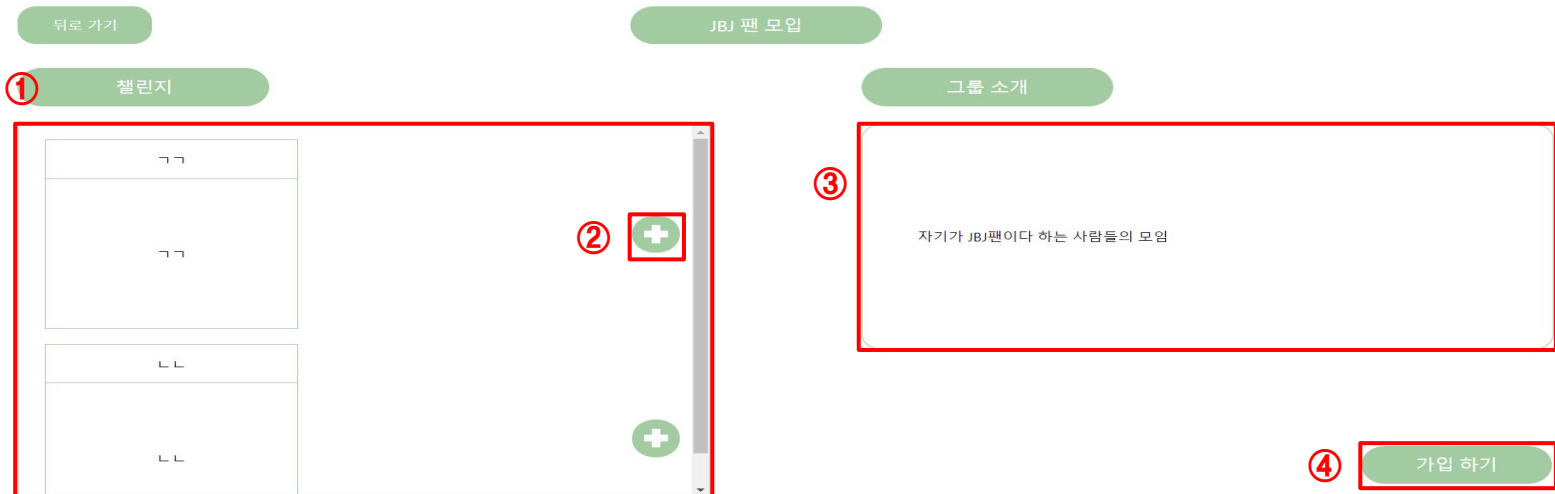 뒤로 가기
JBJ 팬 모입
① 챌린지
그룹 소개
ㄱㄱ
ㄱㄱ
②
③
자기가 JBJ팬이다 하는 사람들의 모임
ㄴㄴ
ㄴㄴ
④ 가입 하기